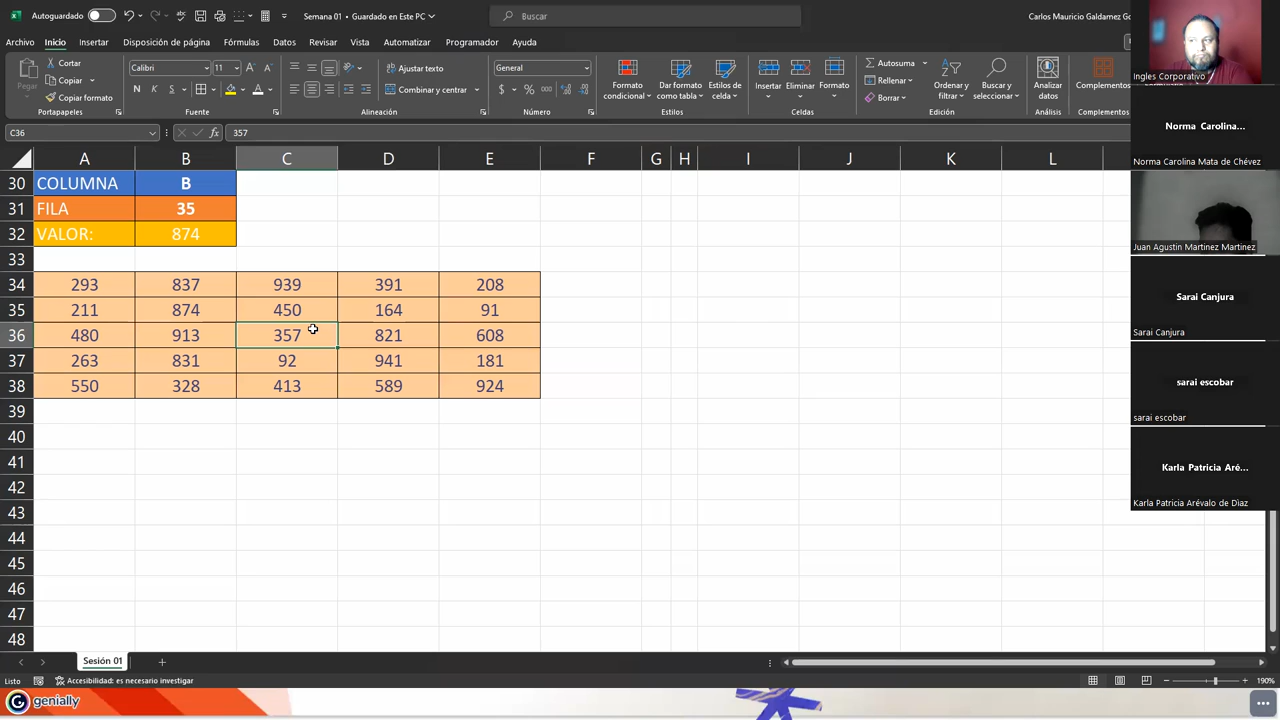 Autoguardado
Semana 01 • Guardado en Este PC
Buscar
Carlos Mauricio Galdamez
Archivo Inicio Insertar Disposición de página Fórmulas Datos Revisar Vista Automatizar Programador Ayuda
Pegar
Cortar
Copiar
Copiar formato
Portapapeles
Calibri 11
N K S
Fuente
Ajustar texto
Combinar y centrar
Alineación
General
$ % 000
Número
Formato condicional
Dar formato como tabla
Estilos de celda
Estilos
Insertar
Eliminar
Formato
Celdas
Autosuma
Rellenar
Borrar
Ordenar y filtrar
Buscar y seleccionar
Edición
Analizar datos
Complementos
Complementos
C36 fx 357
A B C D E F G H I J K L
30 COLUMNA B
31 FILA 35
32 VALOR: 874
33
34 293 837 939 391 208
35 211 874 450 164 91
36 480 913 357 821 608
37 263 831 92 941 181
38 550 328 413 589 924
39
40
41
42
43
44
45
46
47
48
Sesión 01
Listo
Accesibilidad: es necesario investigar
190%
genially
Ingles Corporativo
Norma Carolina...
Norma Carolina Mata de Chévez
Juan Agustin Martinez Martinez
Sarai Canjura
Sarai Canjura
sarai escobar
sarai escobar
Karla Patricia Aré...
Karla Patricia Arévalo de Díaz